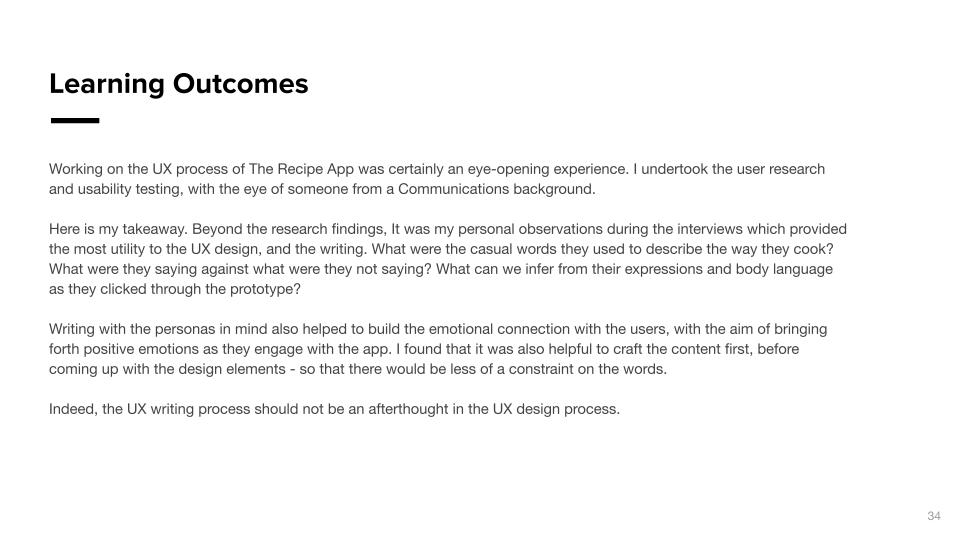 Learning Outcomes
Working on the UX process of The Recipe App was certainly an eye-opening experience. I undertook the user research
and usability testing, with the eye of someone from a Communications background.
Here is my takeaway. Beyond the research findings, It was my personal observations during the interviews which provided
the most utility to the UX design, and the writing. What were the casual words they used to describe the way they cook?
What were they saying against what were they not saying? What can we infer from their expressions and body language
as they clicked through the prototype?
Writing with the personas in mind also helped to build the emotional connection with the users, with the aim of bringing
forth positive emotions as they engage with the app. I found that it was also helpful to craft the content first, before
coming up with the design elements - so that there would be less of a constraint on the words.
Indeed, the UX writing process should not be an afterthought in the UX design process.
34